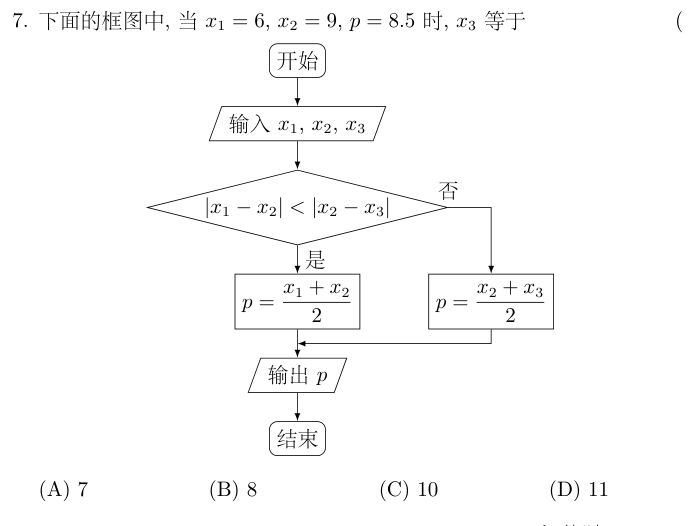 7. 下面的框图中, 当 x₁ = 6, x₂ = 9, p = 8.5 时, x₃ 等于 (
开始
输入 x₁, x₂, x₃
否
|x₁ − x₂| < |x₂ − x₃|
是
p = (x₁ + x₂)/2 p = (x₂ + x₃)/2
输出 p
结束
(A) 7 (B) 8 (C) 10 (D) 11